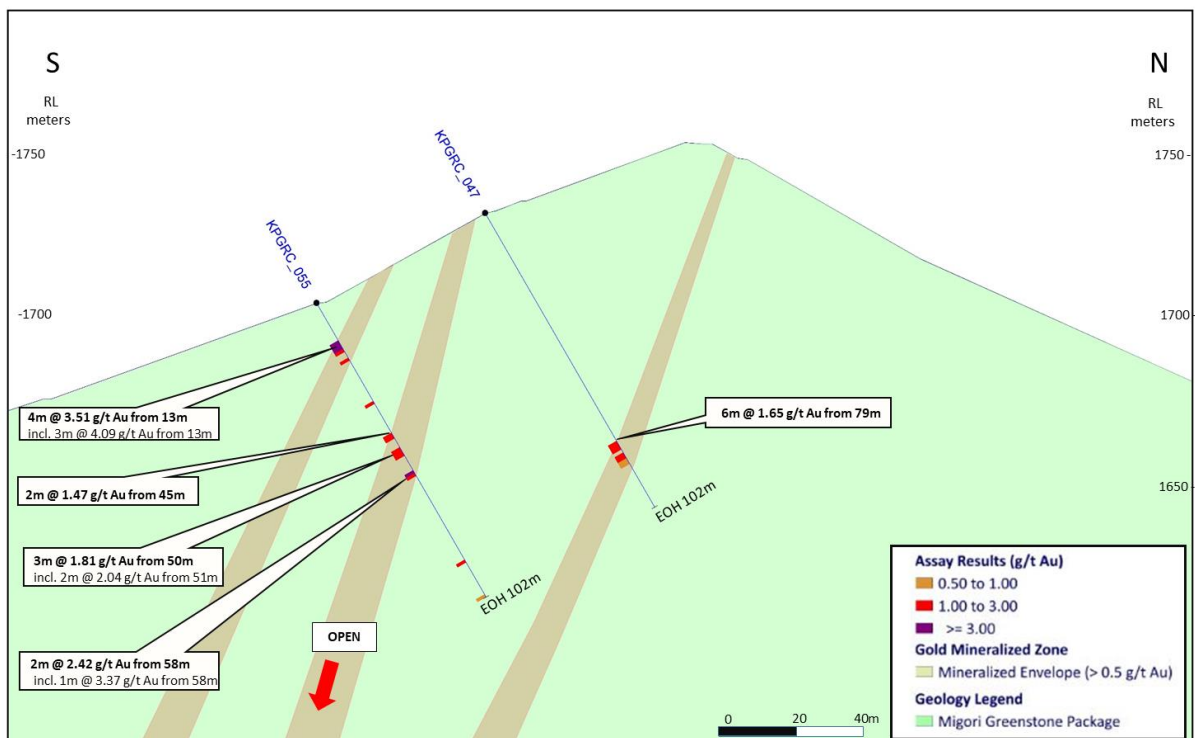 S
N
RL
meters
RL
meters
-1750
1750 -
KPGRC_047
KPGRC_055
-1700
1700
4m @ 3.51 g/t Au from 13m
incl. 3m @ 4.09 g/t Au from 13m
6m @ 1.65 g/t Au from 79m
2m @ 1.47 g/t Au from 45m
1650
EOH 102m
3m @ 1.81 g/t Au from 50m
incl. 2m @ 2.04 g/t Au from 51m
EOH 102m
OPEN
2m @ 2.42 g/t Au from 58m
incl. 1m @ 3.37 g/t Au from 58m
Assay Results (g/t Au)
0.50 to 1.00
1.00 to 3.00
>= 3.00
Gold Mineralized Zone
Mineralized Envelope (> 0.5 g/t Au)
Geology Legend
Migori Greenstone Package
0 20 40m